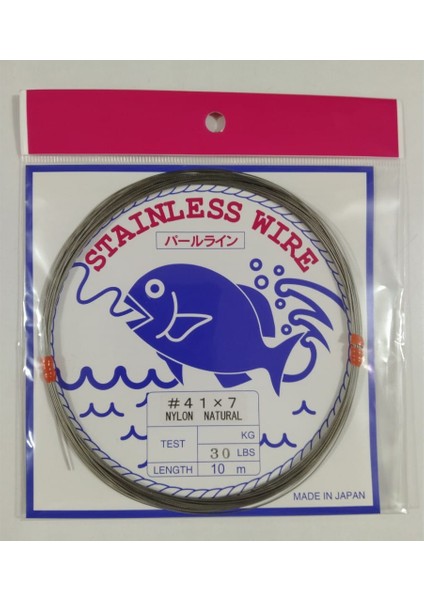 STAINLESS WIRE
パールライン
#41×7
NYLON NATURAL
TEST 30 KG LBS
LENGTH 10 m
MADE IN JAPAN